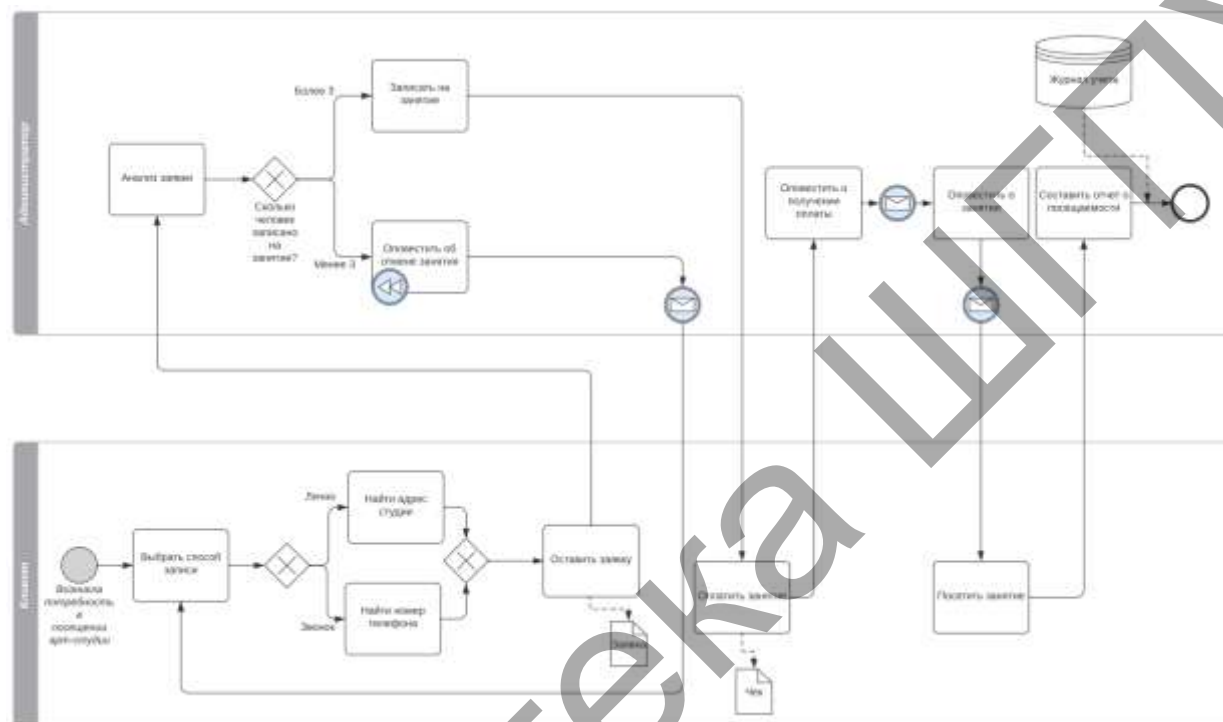 Администратор
Журнал учета
Более 3
Записать на
занятие
Анализ заявки
Сколько
человек
записано
на
занятие?
Менее 3
Оповестить об
отмене занятия
Оповестить о
получении
оплаты
Оповестить о
занятии
Составить отчет о
посещаемости
Клиент
Возникла
потребность
в
посещении
арт-студии
Выбрать способ
записи
Лично
Найти адрес
студии
Звонок
Найти номер
телефона
Оставить заявку
Заявка
Оплатить занятие
Чек
Посетить занятие
тека